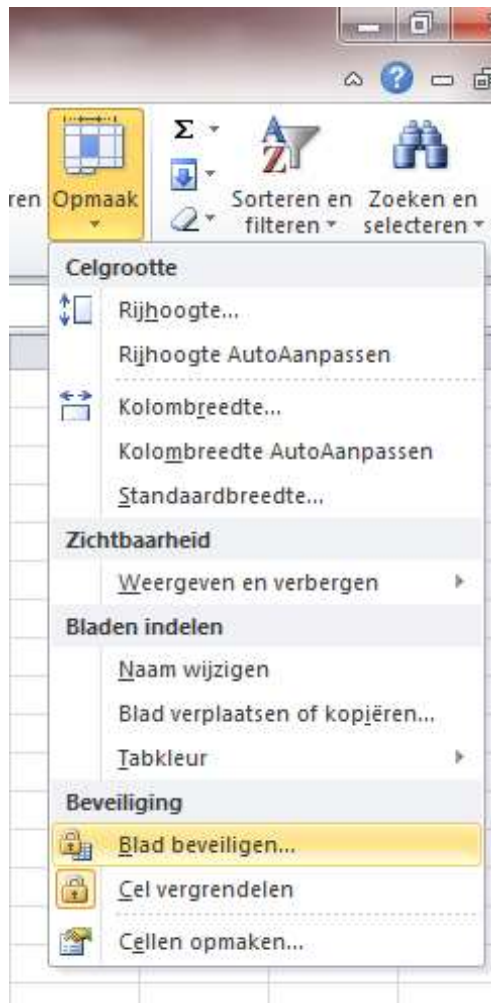 Σ
A
Z
ren Opmaak Sorteren en Zoeken en
filteren selecteren
Celgrootte
Rijhoogte...
Rijhoogte AutoAanpassen
Kolombreedte...
Kolombreedte AutoAanpassen
Standaardbreedte...
Zichtbaarheid
Weergeven en verbergen
Bladen indelen
Naam wijzigen
Blad verplaatsen of kopiëren...
Tabkleur
Beveiliging
Blad beveiligen...
Cel vergrendelen
Cellen opmaken...